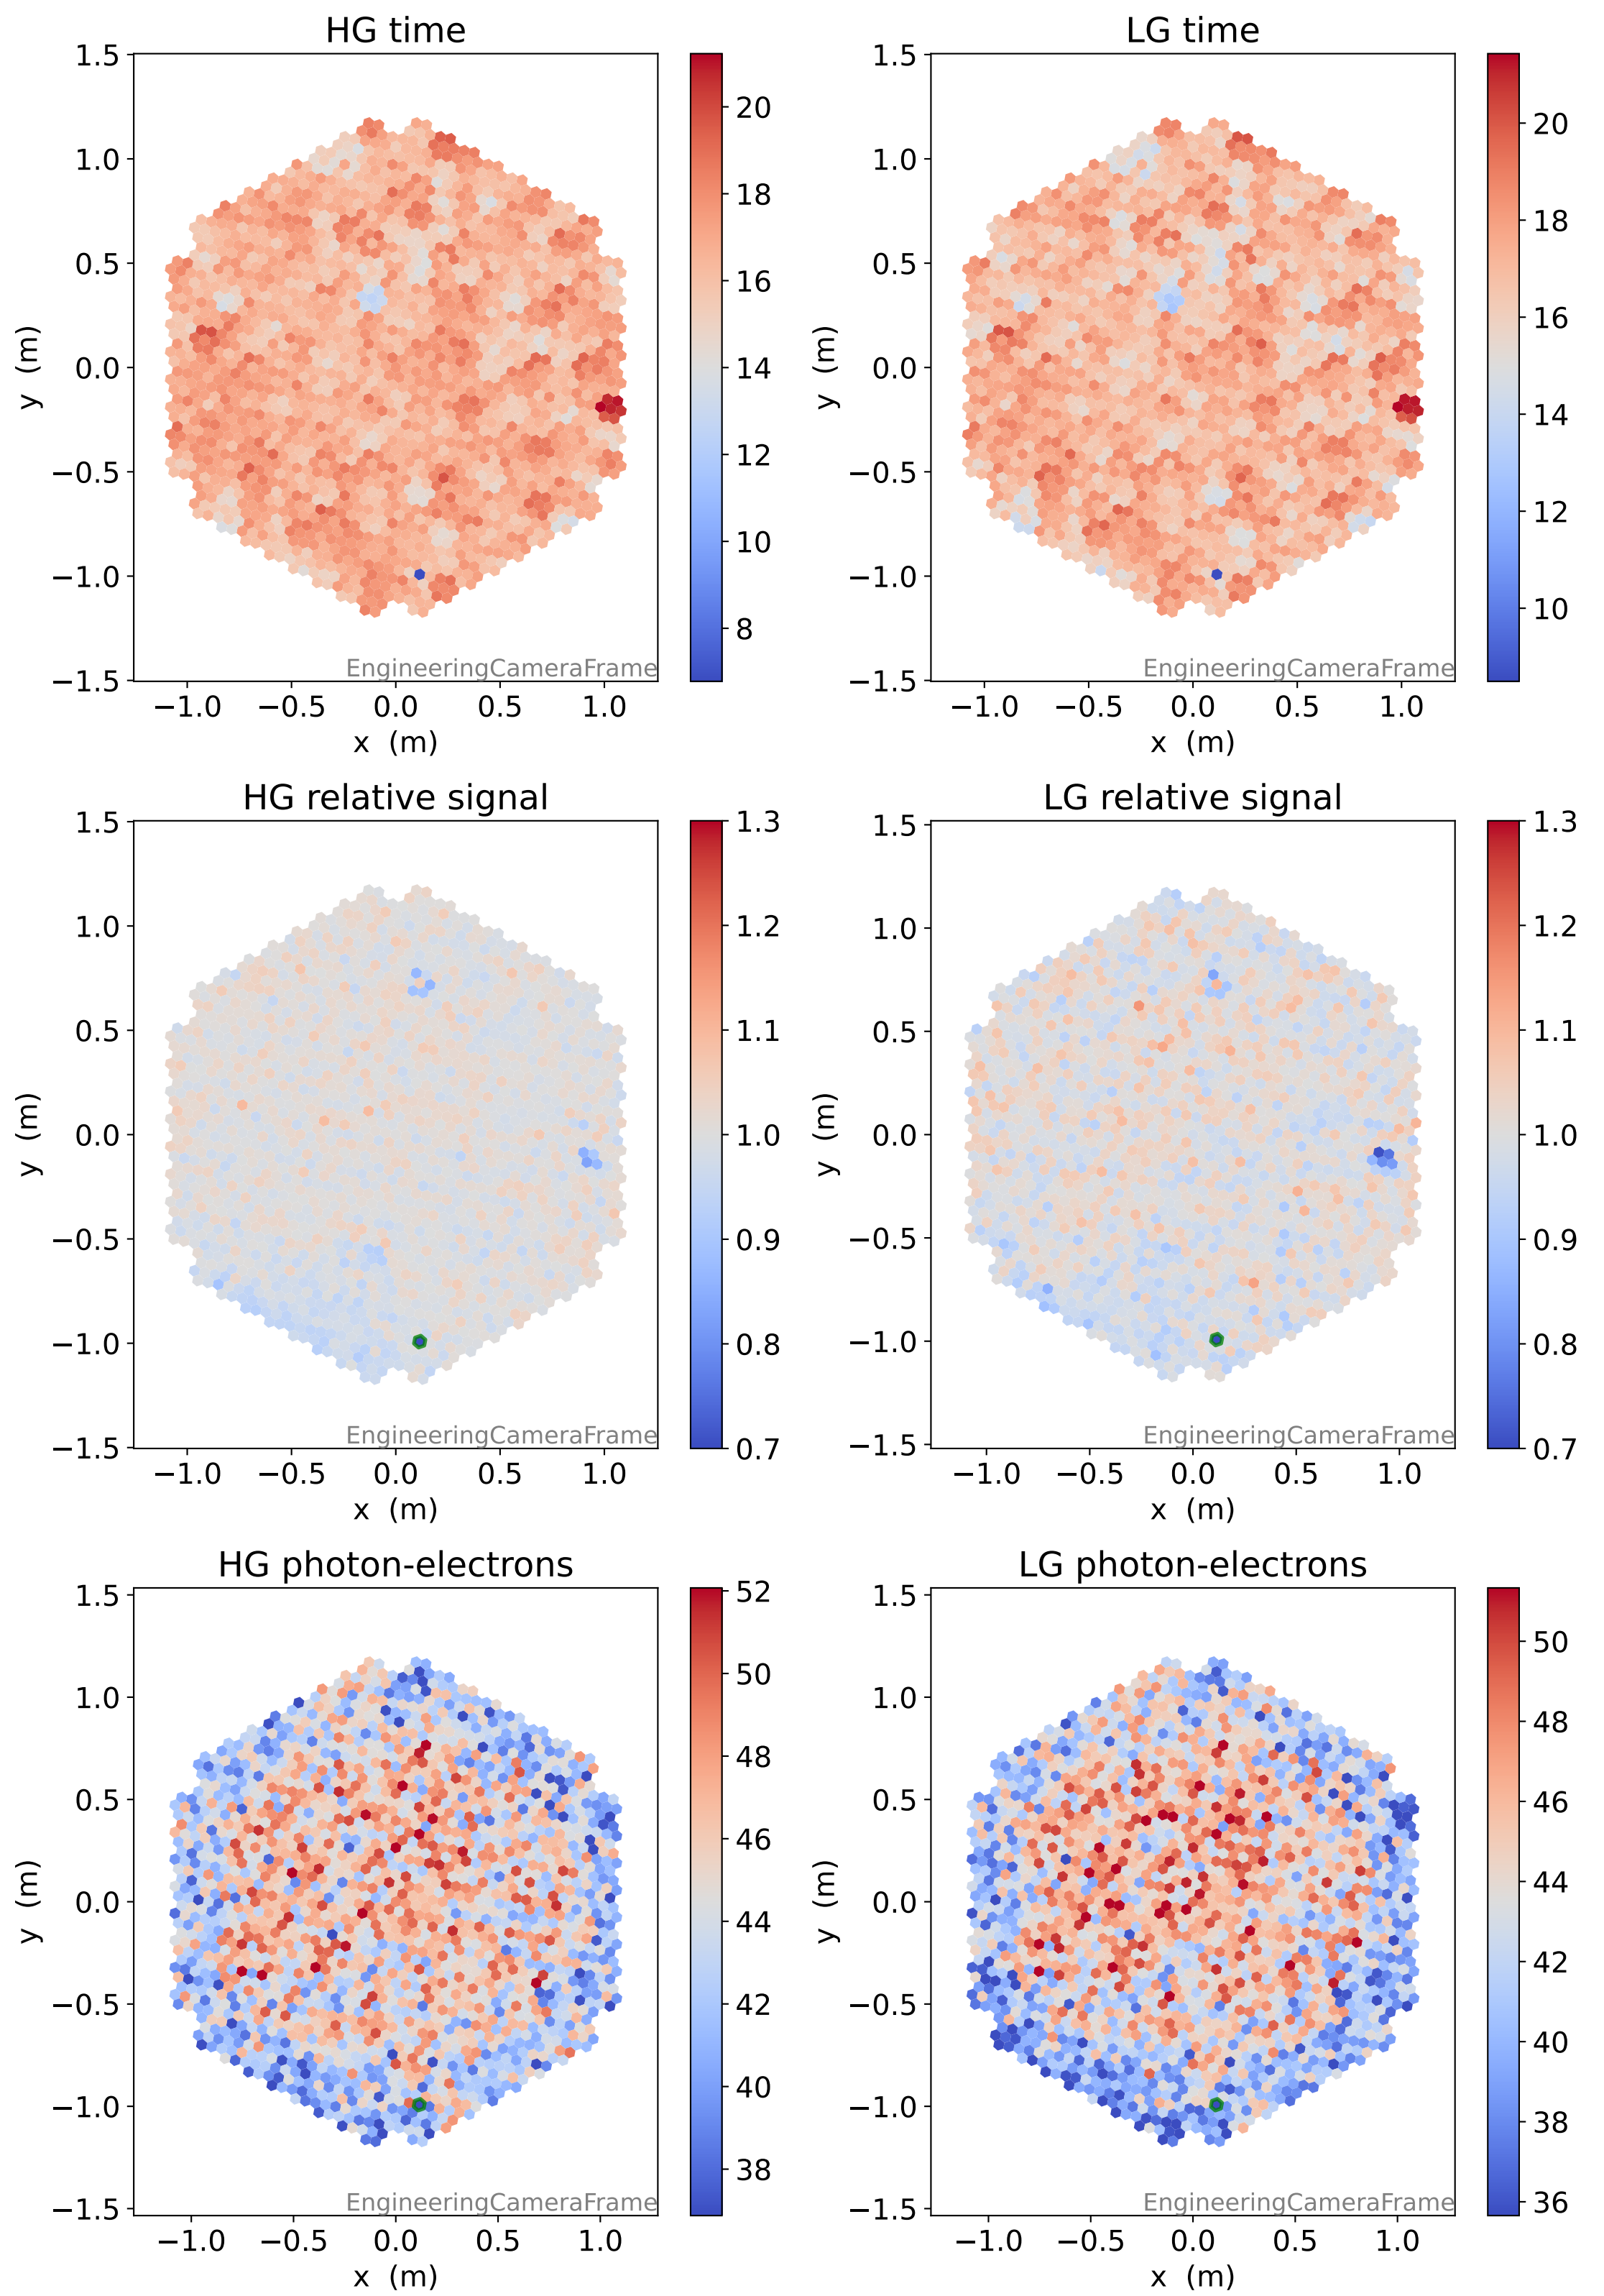 HG time
1.5
1.0
0.5
0.0
−0.5
−1.0
−1.5
y (m)
−1.0 −0.5 0.0 0.5 1.0
x (m)
EngineeringCameraFrame
20
18
16
14
12
10
8
LG time
1.5
1.0
0.5
0.0
−0.5
−1.0
−1.5
y (m)
−1.0 −0.5 0.0 0.5 1.0
x (m)
EngineeringCameraFrame
20
18
16
14
12
10
HG relative signal
1.5
1.0
0.5
0.0
−0.5
−1.0
−1.5
y (m)
−1.0 −0.5 0.0 0.5 1.0
x (m)
EngineeringCameraFrame
1.3
1.2
1.1
1.0
0.9
0.8
0.7
LG relative signal
1.5
1.0
0.5
0.0
−0.5
−1.0
−1.5
y (m)
−1.0 −0.5 0.0 0.5 1.0
x (m)
EngineeringCameraFrame
1.3
1.2
1.1
1.0
0.9
0.8
0.7
HG photon-electrons
1.5
1.0
0.5
0.0
−0.5
−1.0
−1.5
y (m)
−1.0 −0.5 0.0 0.5 1.0
x (m)
EngineeringCameraFrame
52
50
48
46
44
42
40
38
LG photon-electrons
1.5
1.0
0.5
0.0
−0.5
−1.0
−1.5
y (m)
−1.0 −0.5 0.0 0.5 1.0
x (m)
EngineeringCameraFrame
50
48
46
44
42
40
38
36